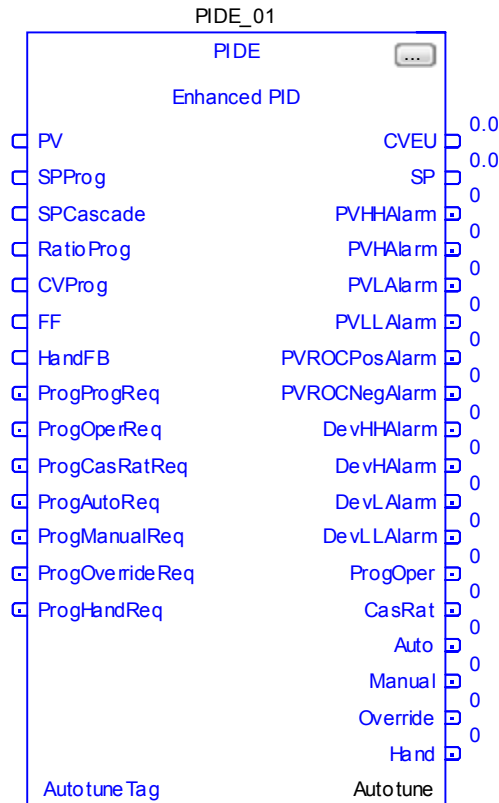 PIDE_01
PIDE ...
Enhanced PID
0.0
PV CVEU
0.0
SPProg SP
0
SPCascade PVHHAlarm
0
RatioProg PVHAlarm
0
CVProg PVLAlarm
0
FF PVLLAlarm
0
HandFB PVROCPosAlarm
0
ProgProgReq PVROCNegAlarm
0
ProgOperReq DevHHAlarm
0
ProgCasRatReq DevHAlarm
0
ProgAutoReq DevLAlarm
0
ProgManualReq DevLLAlarm
0
ProgOverrideReq ProgOper
0
ProgHandReq CasRat
0
Auto
0
Manual
0
Override
0
Hand
AutotuneTag Autotune